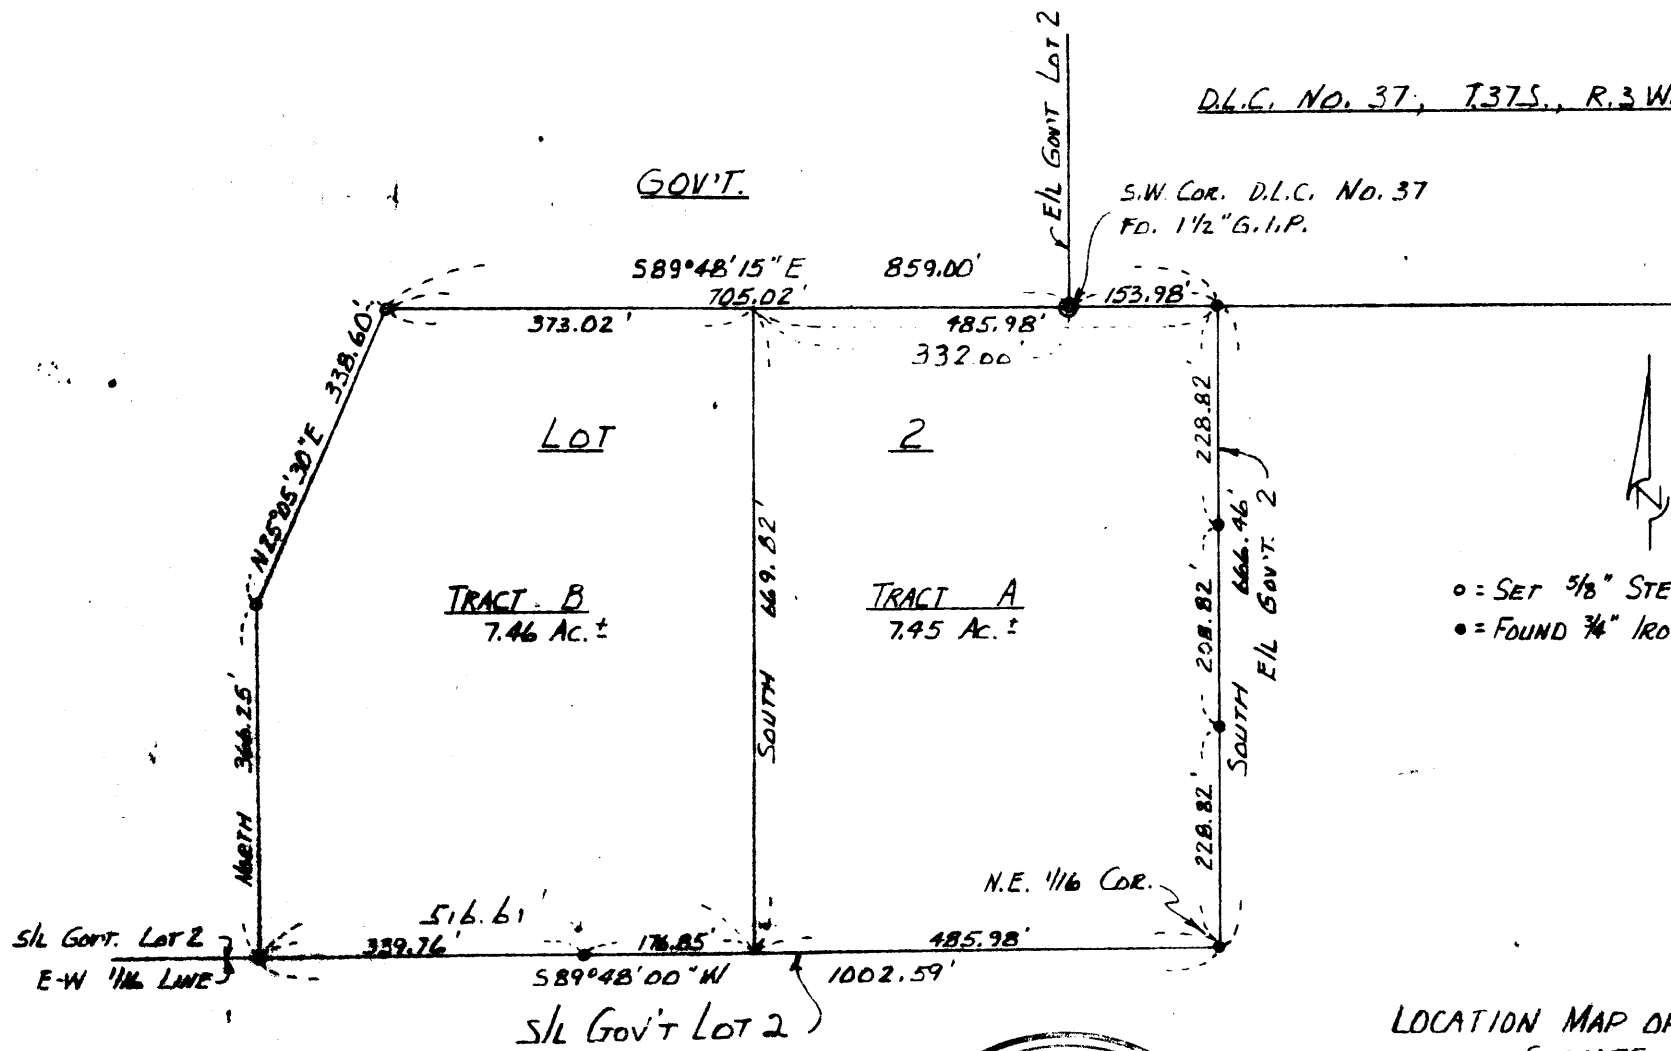 E/L GOV'T LOT 2
D.L.C. NO. 37, T.37S., R.3W.
GOV'T.
S.W. COR. D.L.C. NO. 37
FD. 1 1/2" G.I.P.
S89°48'15"E 859.00'
705.02' 153.98'
373.02' 485.98'
332.00'
338.60'
N25°05'30"E
228.82'
LOT 2
E/L GOV'T. 2
SOUTH 669.82'
SOUTH 666.46'
208.82'
o = SET 5/8" STE
• = FOUND 3/4" IRO
TRACT B
7.46 AC.±
TRACT A
7.45 AC.±
NORTH 366.25'
228.82'
N.E. 1/16 COR.
S/L GOV'T. LOT 2
E-W 1/16 LINE
516.61'
339.76' 176.85' 485.98'
S89°48'00"W 1002.59'
S/L GOV'T LOT 2
LOCATION MAP OF